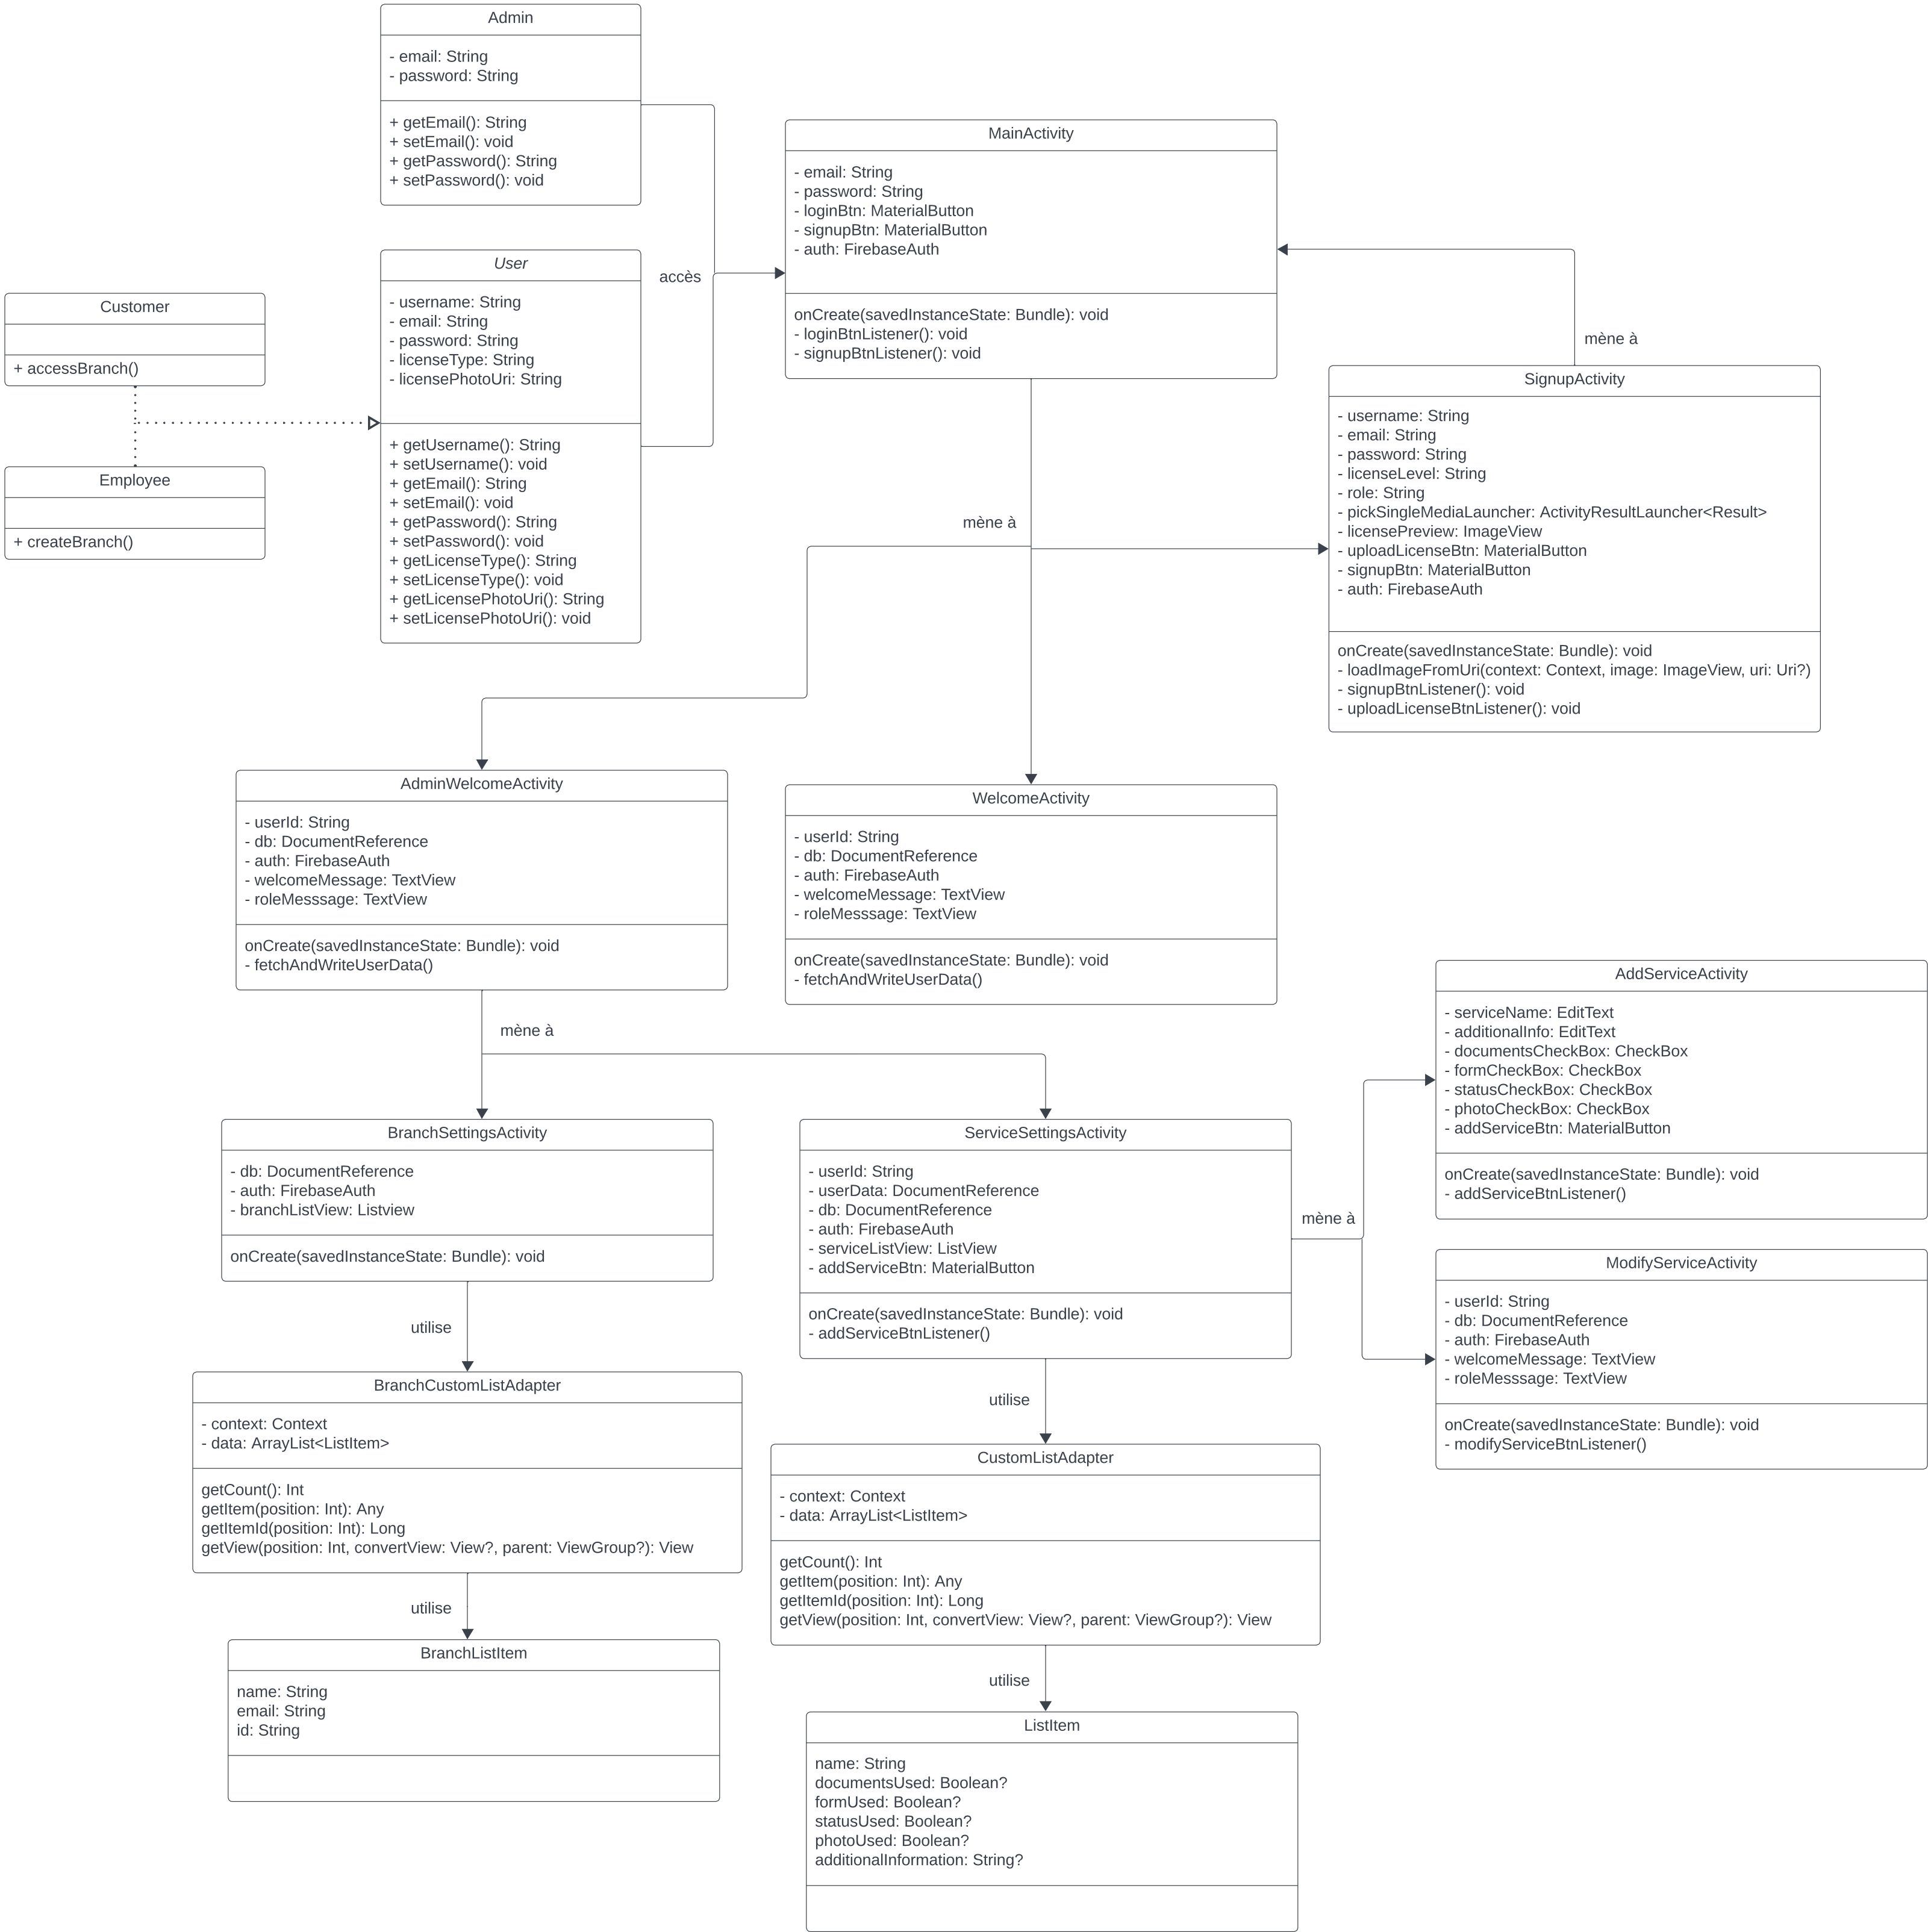 Admin
- email: String
- password: String
+ getEmail(): String
+ setEmail(): void
+ getPassword(): String
+ setPassword(): void
MainActivity
- email: String
- password: String
- loginBtn: MaterialButton
- signupBtn: MaterialButton
- auth: FirebaseAuth
onCreate(savedInstanceState: Bundle): void
- loginBtnListener(): void
- signupBtnListener(): void
accès
User
- username: String
- email: String
- password: String
- licenseType: String
- licensePhotoUri: String
+ getUsername(): String
+ setUsername(): void
+ getEmail(): String
+ setEmail(): void
+ getPassword(): String
+ setPassword(): void
+ getLicenseType(): String
+ setLicenseType(): void
+ getLicensePhotoUri(): String
+ setLicensePhotoUri(): void
Customer
+ accessBranch()
Employee
+ createBranch()
mène à
SignupActivity
- username: String
- email: String
- password: String
- licenseLevel: String
- role: String
- pickSingleMediaLauncher: ActivityResultLauncher<Result>
- licensePreview: ImageView
- uploadLicenseBtn: MaterialButton
- signupBtn: MaterialButton
- auth: FirebaseAuth
onCreate(savedInstanceState: Bundle): void
- loadImageFromUri(context: Context, image: ImageView, uri: Uri?)
- signupBtnListener(): void
- uploadLicenseBtnListener(): void
mène à
AdminWelcomeActivity
- userId: String
- db: DocumentReference
- auth: FirebaseAuth
- welcomeMessage: TextView
- roleMesssage: TextView
onCreate(savedInstanceState: Bundle): void
- fetchAndWriteUserData()
WelcomeActivity
- userId: String
- db: DocumentReference
- auth: FirebaseAuth
- welcomeMessage: TextView
- roleMesssage: TextView
onCreate(savedInstanceState: Bundle): void
- fetchAndWriteUserData()
mène à
AddServiceActivity
- serviceName: EditText
- additionalInfo: EditText
- documentsCheckBox: CheckBox
- formCheckBox: CheckBox
- statusCheckBox: CheckBox
- photoCheckBox: CheckBox
- addServiceBtn: MaterialButton
onCreate(savedInstanceState: Bundle): void
- addServiceBtnListener()
BranchSettingsActivity
- db: DocumentReference
- auth: FirebaseAuth
- branchListView: Listview
onCreate(savedInstanceState: Bundle): void
ServiceSettingsActivity
- userId: String
- userData: DocumentReference
- db: DocumentReference
- auth: FirebaseAuth
- serviceListView: ListView
- addServiceBtn: MaterialButton
onCreate(savedInstanceState: Bundle): void
- addServiceBtnListener()
mène à
ModifyServiceActivity
- userId: String
- db: DocumentReference
- auth: FirebaseAuth
- welcomeMessage: TextView
- roleMesssage: TextView
onCreate(savedInstanceState: Bundle): void
- modifyServiceBtnListener()
utilise
BranchCustomListAdapter
- context: Context
- data: ArrayList<ListItem>
getCount(): Int
getItem(position: Int): Any
getItemId(position: Int): Long
getView(position: Int, convertView: View?, parent: ViewGroup?): View
utilise
CustomListAdapter
- context: Context
- data: ArrayList<ListItem>
getCount(): Int
getItem(position: Int): Any
getItemId(position: Int): Long
getView(position: Int, convertView: View?, parent: ViewGroup?): View
utilise
BranchListItem
name: String
email: String
id: String
utilise
ListItem
name: String
documentsUsed: Boolean?
formUsed: Boolean?
statusUsed: Boolean?
photoUsed: Boolean?
additionalInformation: String?